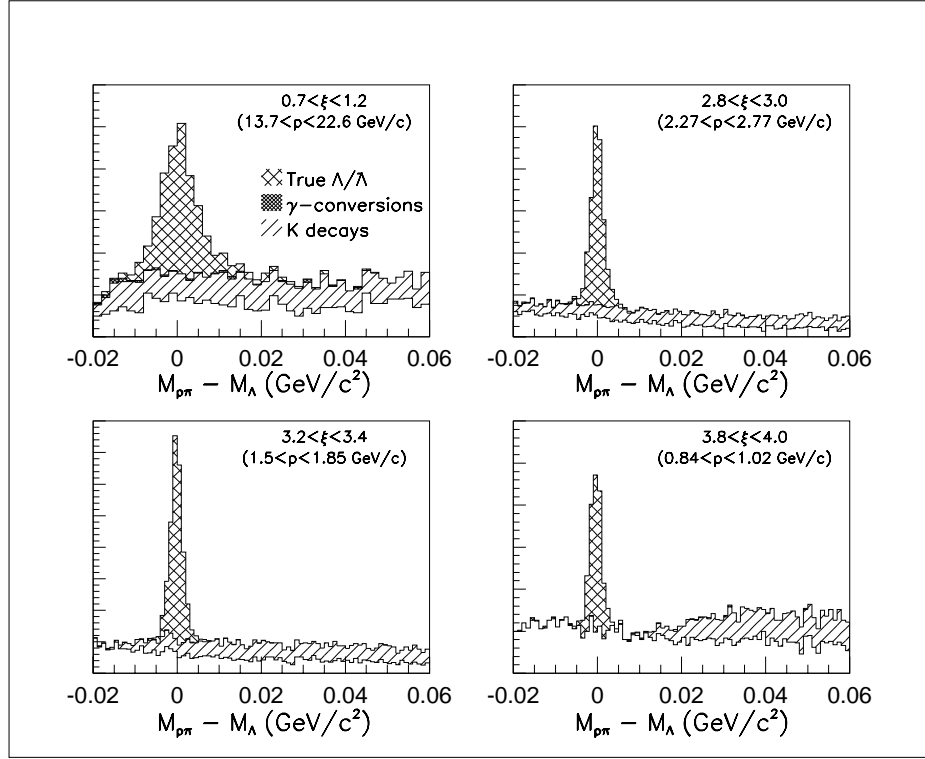 0.7<ξ<1.2
(13.7<p<22.6 GeV/c)
True Λ/Λ̄
γ-conversions
K decays
-0.02 0 0.02 0.04 0.06
M_pπ − M_Λ (GeV/c²)
2.8<ξ<3.0
(2.27<p<2.77 GeV/c)
-0.02 0 0.02 0.04 0.06
M_pπ − M_Λ (GeV/c²)
3.2<ξ<3.4
(1.5<p<1.85 GeV/c)
-0.02 0 0.02 0.04 0.06
M_pπ − M_Λ (GeV/c²)
3.8<ξ<4.0
(0.84<p<1.02 GeV/c)
-0.02 0 0.02 0.04 0.06
M_pπ − M_Λ (GeV/c²)